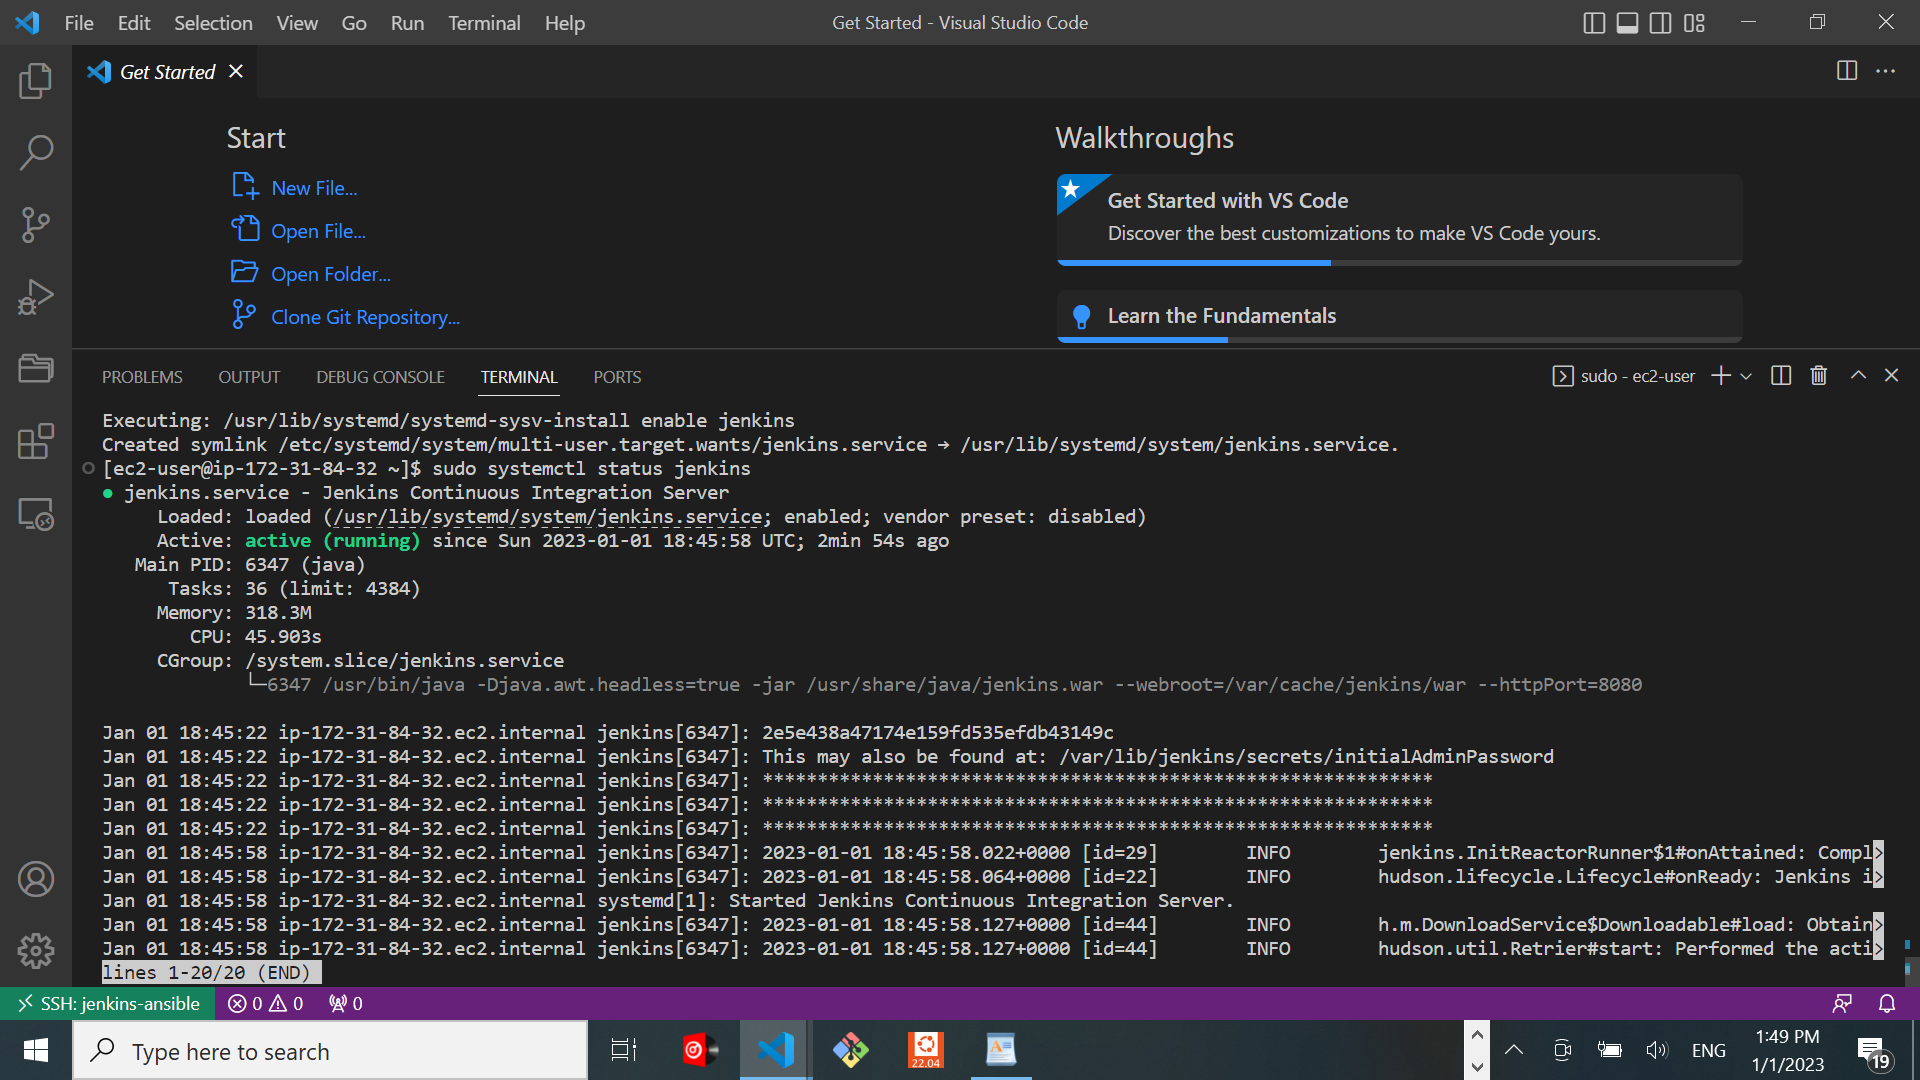 File Edit Selection View Go Run Terminal Help Get Started - Visual Studio Code
Get Started
Start
New File...
Open File...
Open Folder...
Clone Git Repository...
Walkthroughs
Get Started with VS Code
Discover the best customizations to make VS Code yours.
Learn the Fundamentals
PROBLEMS OUTPUT DEBUG CONSOLE TERMINAL PORTS sudo - ec2-user
Executing: /usr/lib/systemd/systemd-sysv-install enable jenkins
Created symlink /etc/systemd/system/multi-user.target.wants/jenkins.service → /usr/lib/systemd/system/jenkins.service.
[ec2-user@ip-172-31-84-32 ~]$ sudo systemctl status jenkins
● jenkins.service - Jenkins Continuous Integration Server
Loaded: loaded (/usr/lib/systemd/system/jenkins.service; enabled; vendor preset: disabled)
Active: active (running) since Sun 2023-01-01 18:45:58 UTC; 2min 54s ago
Main PID: 6347 (java)
Tasks: 36 (limit: 4384)
Memory: 318.3M
CPU: 45.903s
CGroup: /system.slice/jenkins.service
└─6347 /usr/bin/java -Djava.awt.headless=true -jar /usr/share/java/jenkins.war --webroot=/var/cache/jenkins/war --httpPort=8080
Jan 01 18:45:22 ip-172-31-84-32.ec2.internal jenkins[6347]: 2e5e438a47174e159fd535efdb43149c
Jan 01 18:45:22 ip-172-31-84-32.ec2.internal jenkins[6347]: This may also be found at: /var/lib/jenkins/secrets/initialAdminPassword
Jan 01 18:45:22 ip-172-31-84-32.ec2.internal jenkins[6347]: *************************************************************
Jan 01 18:45:22 ip-172-31-84-32.ec2.internal jenkins[6347]: *************************************************************
Jan 01 18:45:22 ip-172-31-84-32.ec2.internal jenkins[6347]: *************************************************************
Jan 01 18:45:58 ip-172-31-84-32.ec2.internal jenkins[6347]: 2023-01-01 18:45:58.022+0000 [id=29] INFO jenkins.InitReactorRunner$1#onAttained: Compl>
Jan 01 18:45:58 ip-172-31-84-32.ec2.internal jenkins[6347]: 2023-01-01 18:45:58.064+0000 [id=22] INFO hudson.lifecycle.Lifecycle#onReady: Jenkins i>
Jan 01 18:45:58 ip-172-31-84-32.ec2.internal systemd[1]: Started Jenkins Continuous Integration Server.
Jan 01 18:45:58 ip-172-31-84-32.ec2.internal jenkins[6347]: 2023-01-01 18:45:58.127+0000 [id=44] INFO h.m.DownloadService$Downloadable#load: Obtain>
Jan 01 18:45:58 ip-172-31-84-32.ec2.internal jenkins[6347]: 2023-01-01 18:45:58.127+0000 [id=44] INFO hudson.util.Retrier#start: Performed the acti>
lines 1-20/20 (END)
SSH: jenkins-ansible 0 0 0
Type here to search 22.04 ENG 1:49 PM
1/1/2023 19